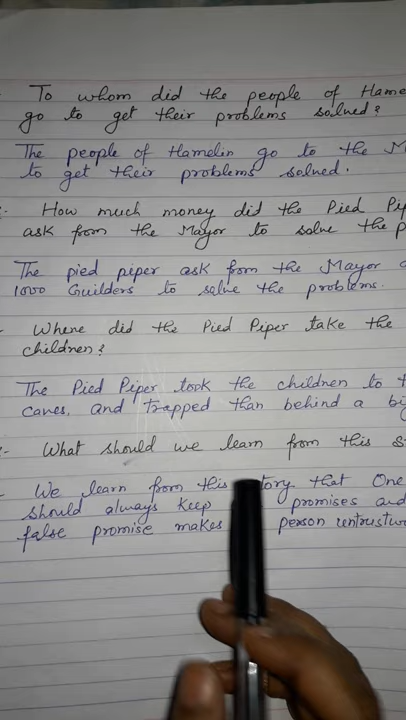 To whom did the people of Hame
go to get their problems solved?
The people of Hamelin go to the M
to get their problems solved.
How much money did the Pied Pip
ask from the Mayor to solve the p
The pied piper ask from the Mayor
1000 Guilders to solve the problems.
Where did the Pied Piper take the
children?
The Pied Piper took the children to t
caves, and trapped than behind a bi
What should we learn from this s
We learn from this story that One
should always keep promises and
false promise makes person untrustw